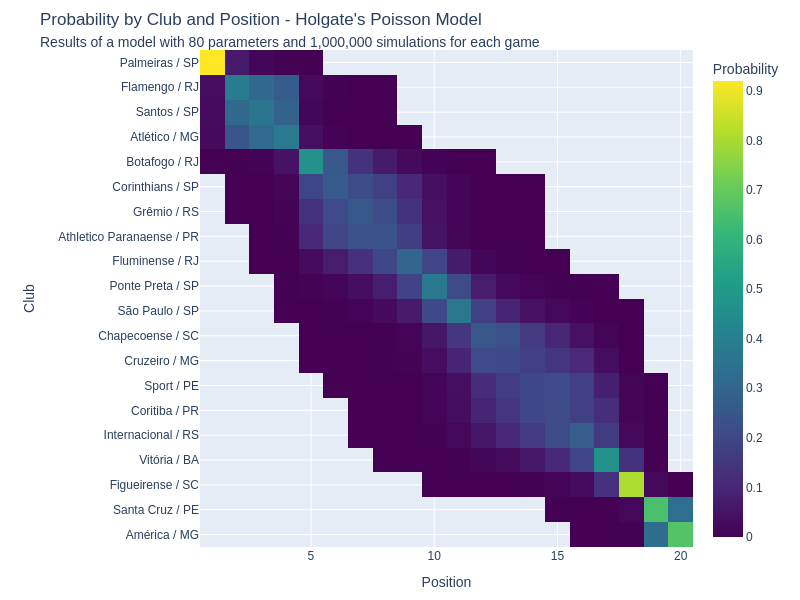 Probability by Club and Position - Holgate's Poisson Model
Results of a model with 80 parameters and 1,000,000 simulations for each game
Probability
Palmeiras / SP
Flamengo / RJ
Santos / SP
Atlético / MG
Botafogo / RJ
Corinthians / SP
Grêmio / RS
Athletico Paranaense / PR
Fluminense / RJ
Ponte Preta / SP
São Paulo / SP
Chapecoense / SC
Cruzeiro / MG
Sport / PE
Coritiba / PR
Internacional / RS
Vitória / BA
Figueirense / SC
Santa Cruz / PE
América / MG
Club
5
10
15
20
Position
0.9
0.8
0.7
0.6
0.5
0.4
0.3
0.2
0.1
0